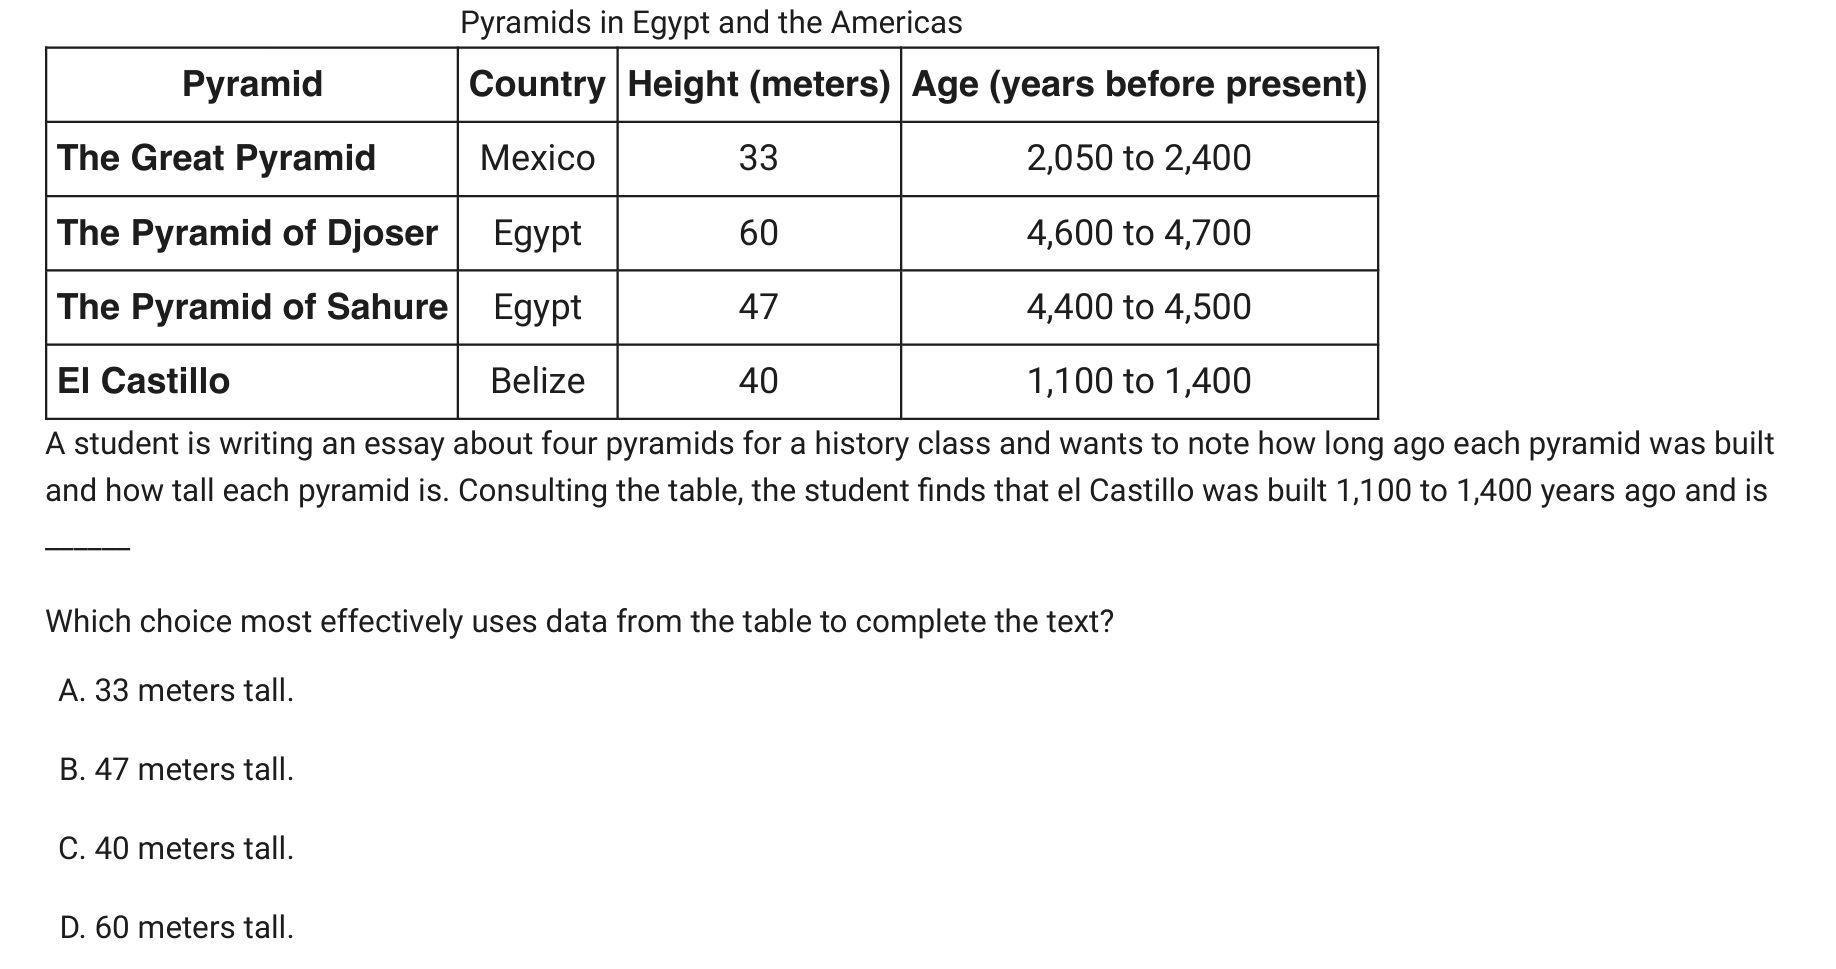 Pyramids in Egypt and the Americas
Pyramid Country Height (meters) Age (years before present)
The Great Pyramid Mexico 33 2,050 to 2,400
The Pyramid of Djoser Egypt 60 4,600 to 4,700
The Pyramid of Sahure Egypt 47 4,400 to 4,500
El Castillo Belize 40 1,100 to 1,400
A student is writing an essay about four pyramids for a history class and wants to note how long ago each pyramid was built
and how tall each pyramid is. Consulting the table, the student finds that el Castillo was built 1,100 to 1,400 years ago and is
______
Which choice most effectively uses data from the table to complete the text?
A. 33 meters tall.
B. 47 meters tall.
C. 40 meters tall.
D. 60 meters tall.